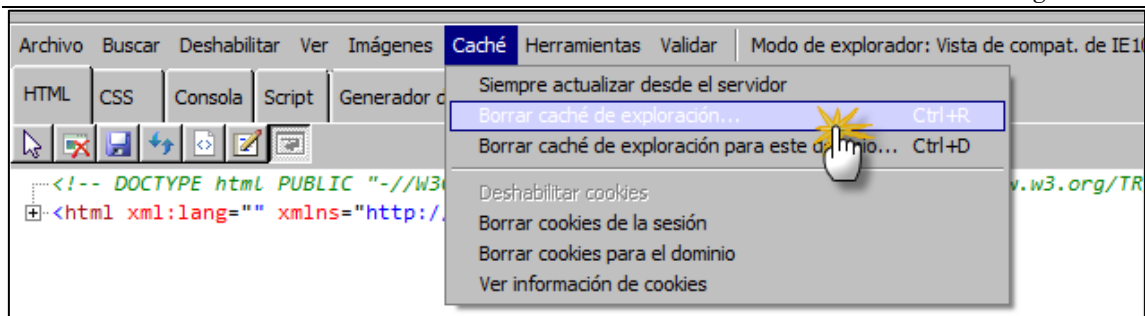 Archivo Buscar Deshabilitar Ver Imágenes Caché Herramientas Validar Modo de explorador: Vista de compat. de IE10
HTML CSS Consola Script Generador
Siempre actualizar desde el servidor
Borrar caché de exploración... Ctrl+R
Borrar caché de exploración para este dominio... Ctrl+D
<!-- DOCTYPE html PUBLIC "-//W3 w.w3.org/TR
<html xml:lang="" xmlns="http:/
Deshabilitar cookies
Borrar cookies de la sesión
Borrar cookies para el dominio
Ver información de cookies